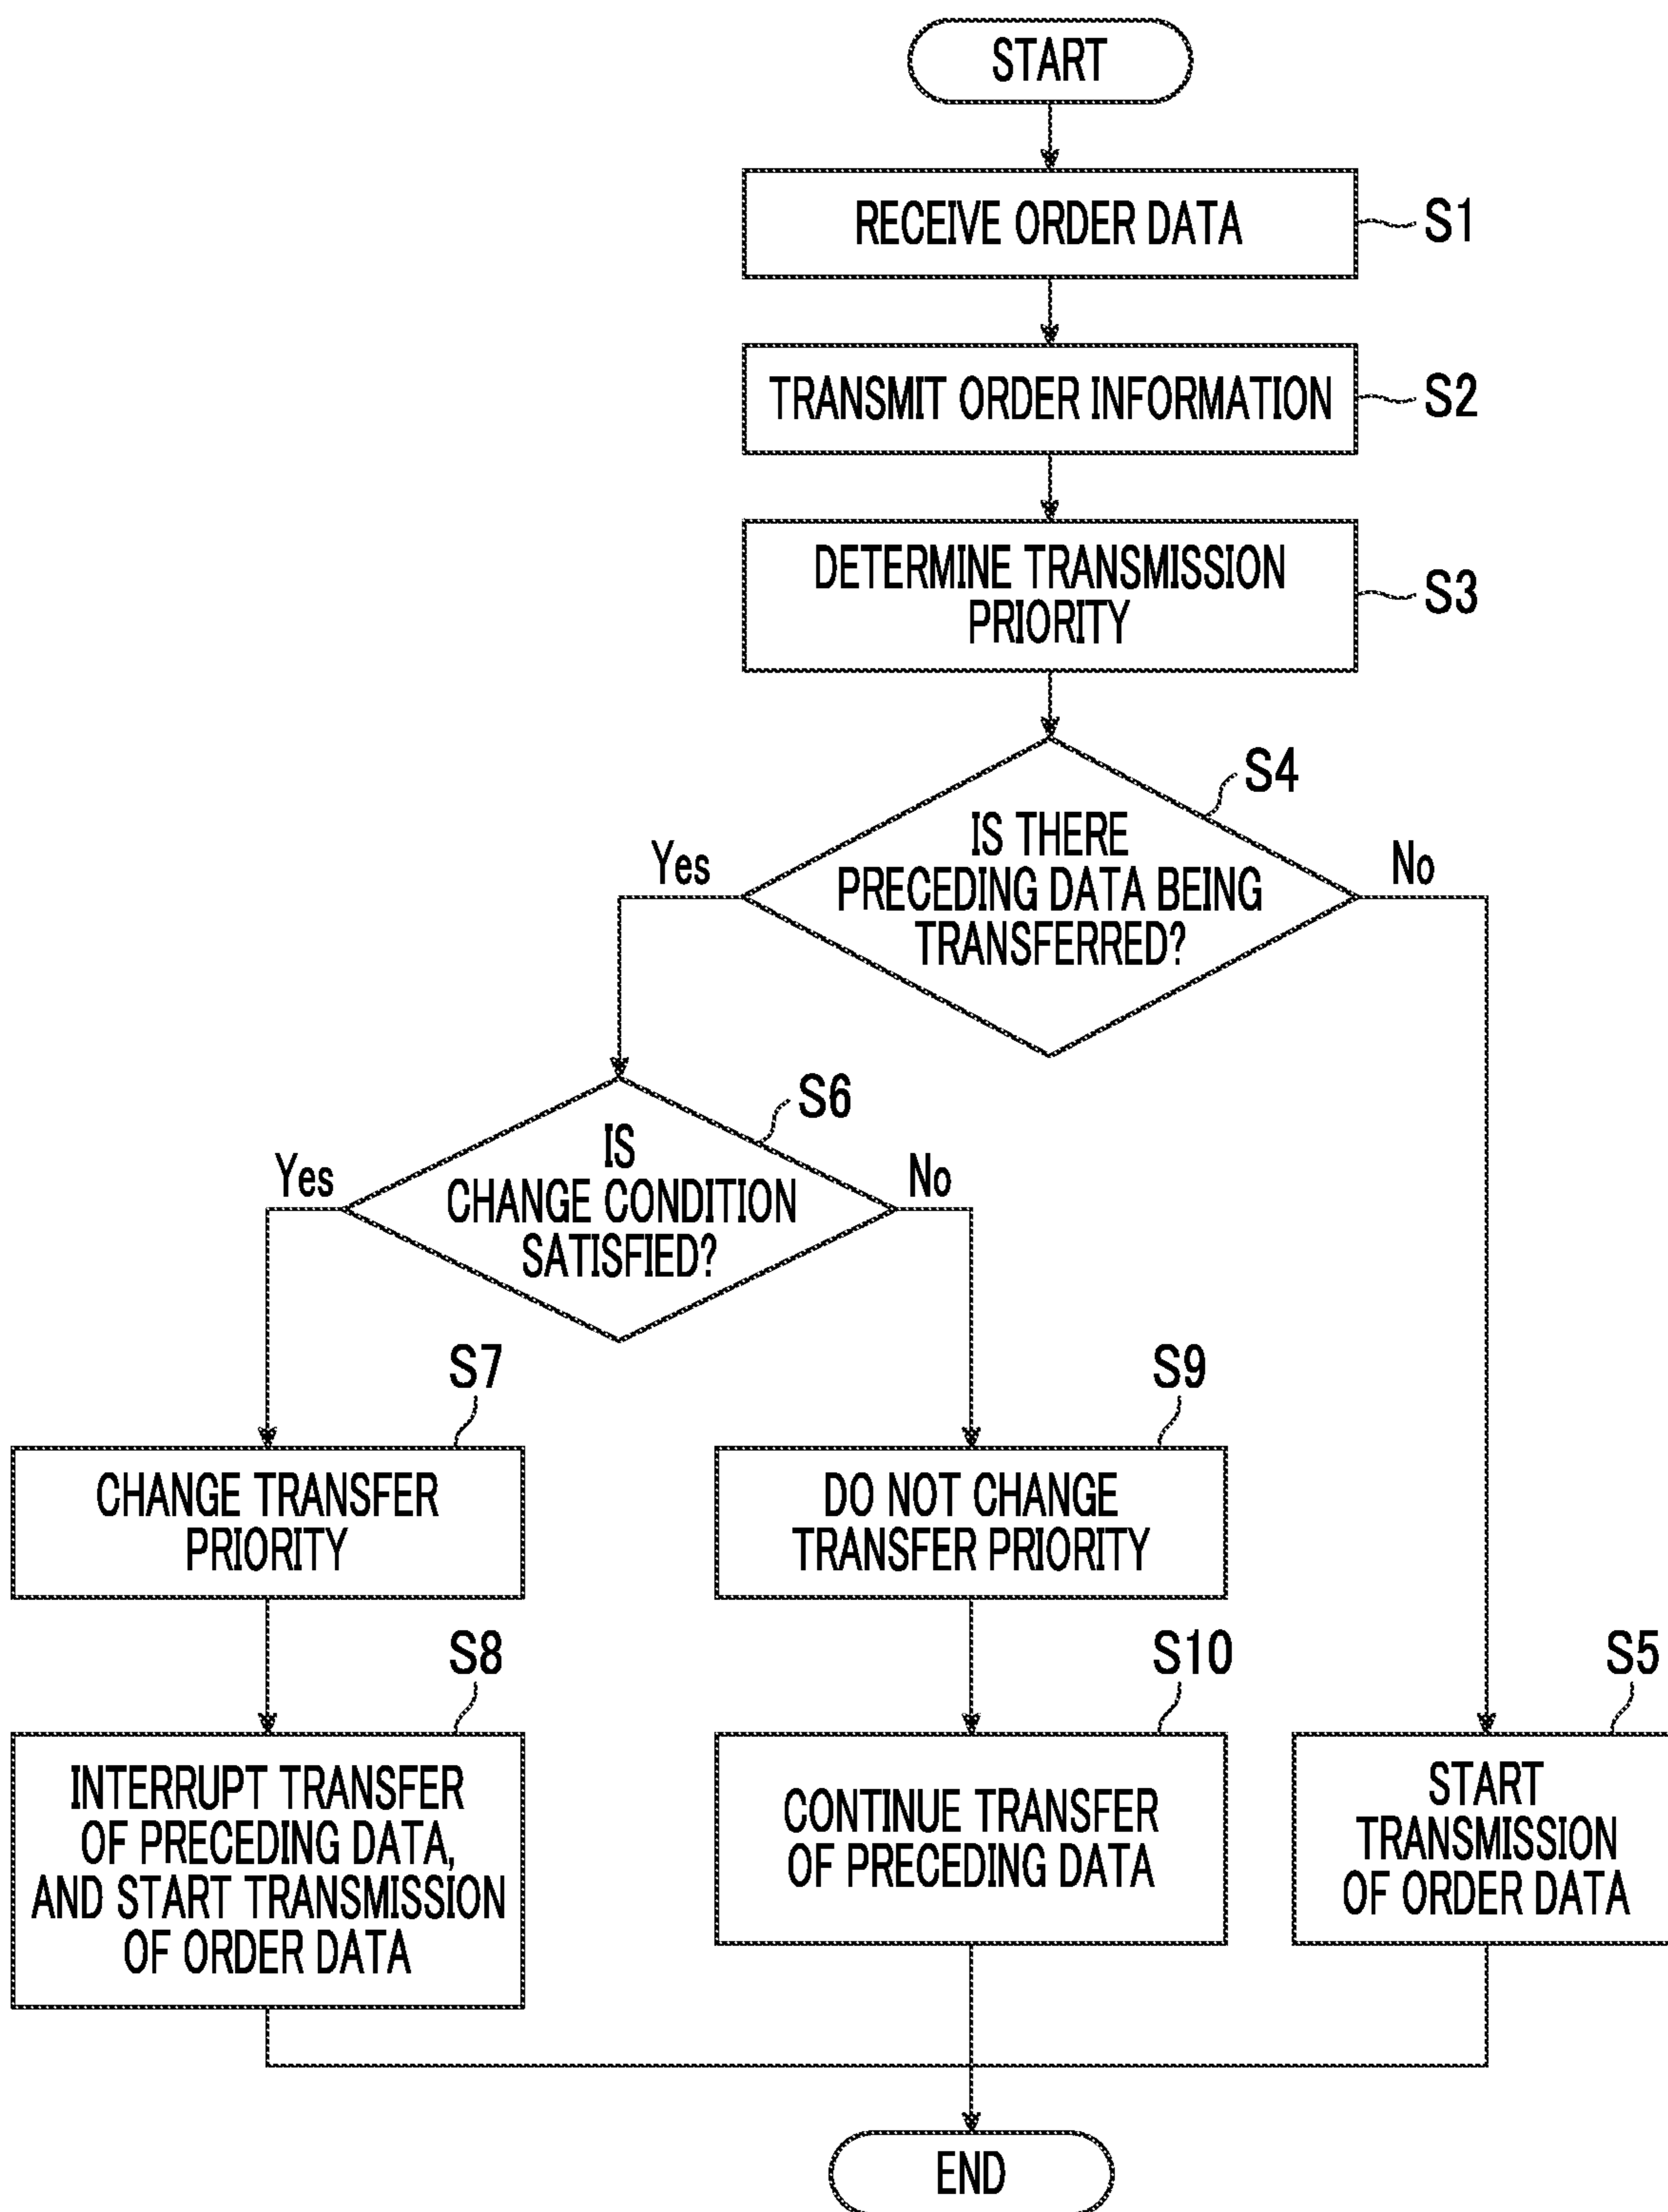 START
RECEIVE ORDER DATA
S1
TRANSMIT ORDER INFORMATION
S2
DETERMINE TRANSMISSION
PRIORITY
S3
S4
IS THERE
PRECEDING DATA BEING
TRANSFERRED?
Yes
No
S6
IS
CHANGE CONDITION
SATISFIED?
Yes
No
S7
CHANGE TRANSFER
PRIORITY
S9
DO NOT CHANGE
TRANSFER PRIORITY
S8
INTERRUPT TRANSFER
OF PRECEDING DATA,
AND START TRANSMISSION
OF ORDER DATA
S10
CONTINUE TRANSFER
OF PRECEDING DATA
S5
START
TRANSMISSION
OF ORDER DATA
END